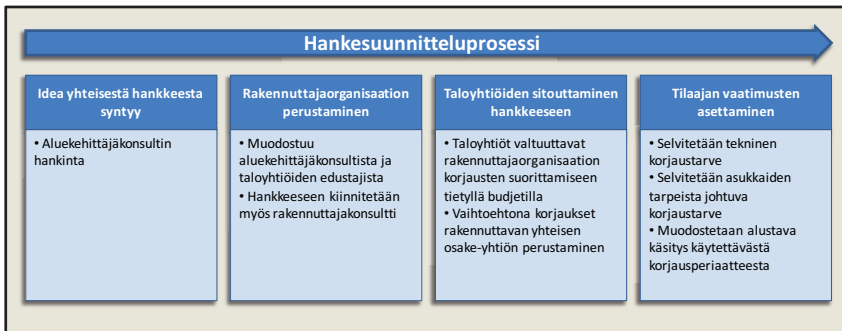 Hankesuunnitteluprosessi
Idea yhteisestä hankkeesta
syntyy
• Aluekehittäjäkonsultin
hankinta
Rakennuttajaorganisaation
perustaminen
• Muodostuu
aluekehittäjäkonsultista ja
taloyhtiöiden edustajista
• Hankkeeseen kiinnitetään
myös rakennuttajakonsultti
Taloyhtiöiden sitouttaminen
hankkeeseen
• Taloyhtiöt valtuuttavat
rakennuttajaorganisaation
korjausten suorittamiseen
tietyllä budjetilla
• Vaihtoehtona korjaukset
rakennuttavan yhteisen
osake-yhtiön perustaminen
Tilaajan vaatimusten
asettaminen
• Selvitetään tekninen
korjaustarve
• Selvitetään asukkaiden
tarpeista johtuva
korjaustarve
• Muodostetaan alustava
käsitys käytettävästä
korjausperiaatteesta